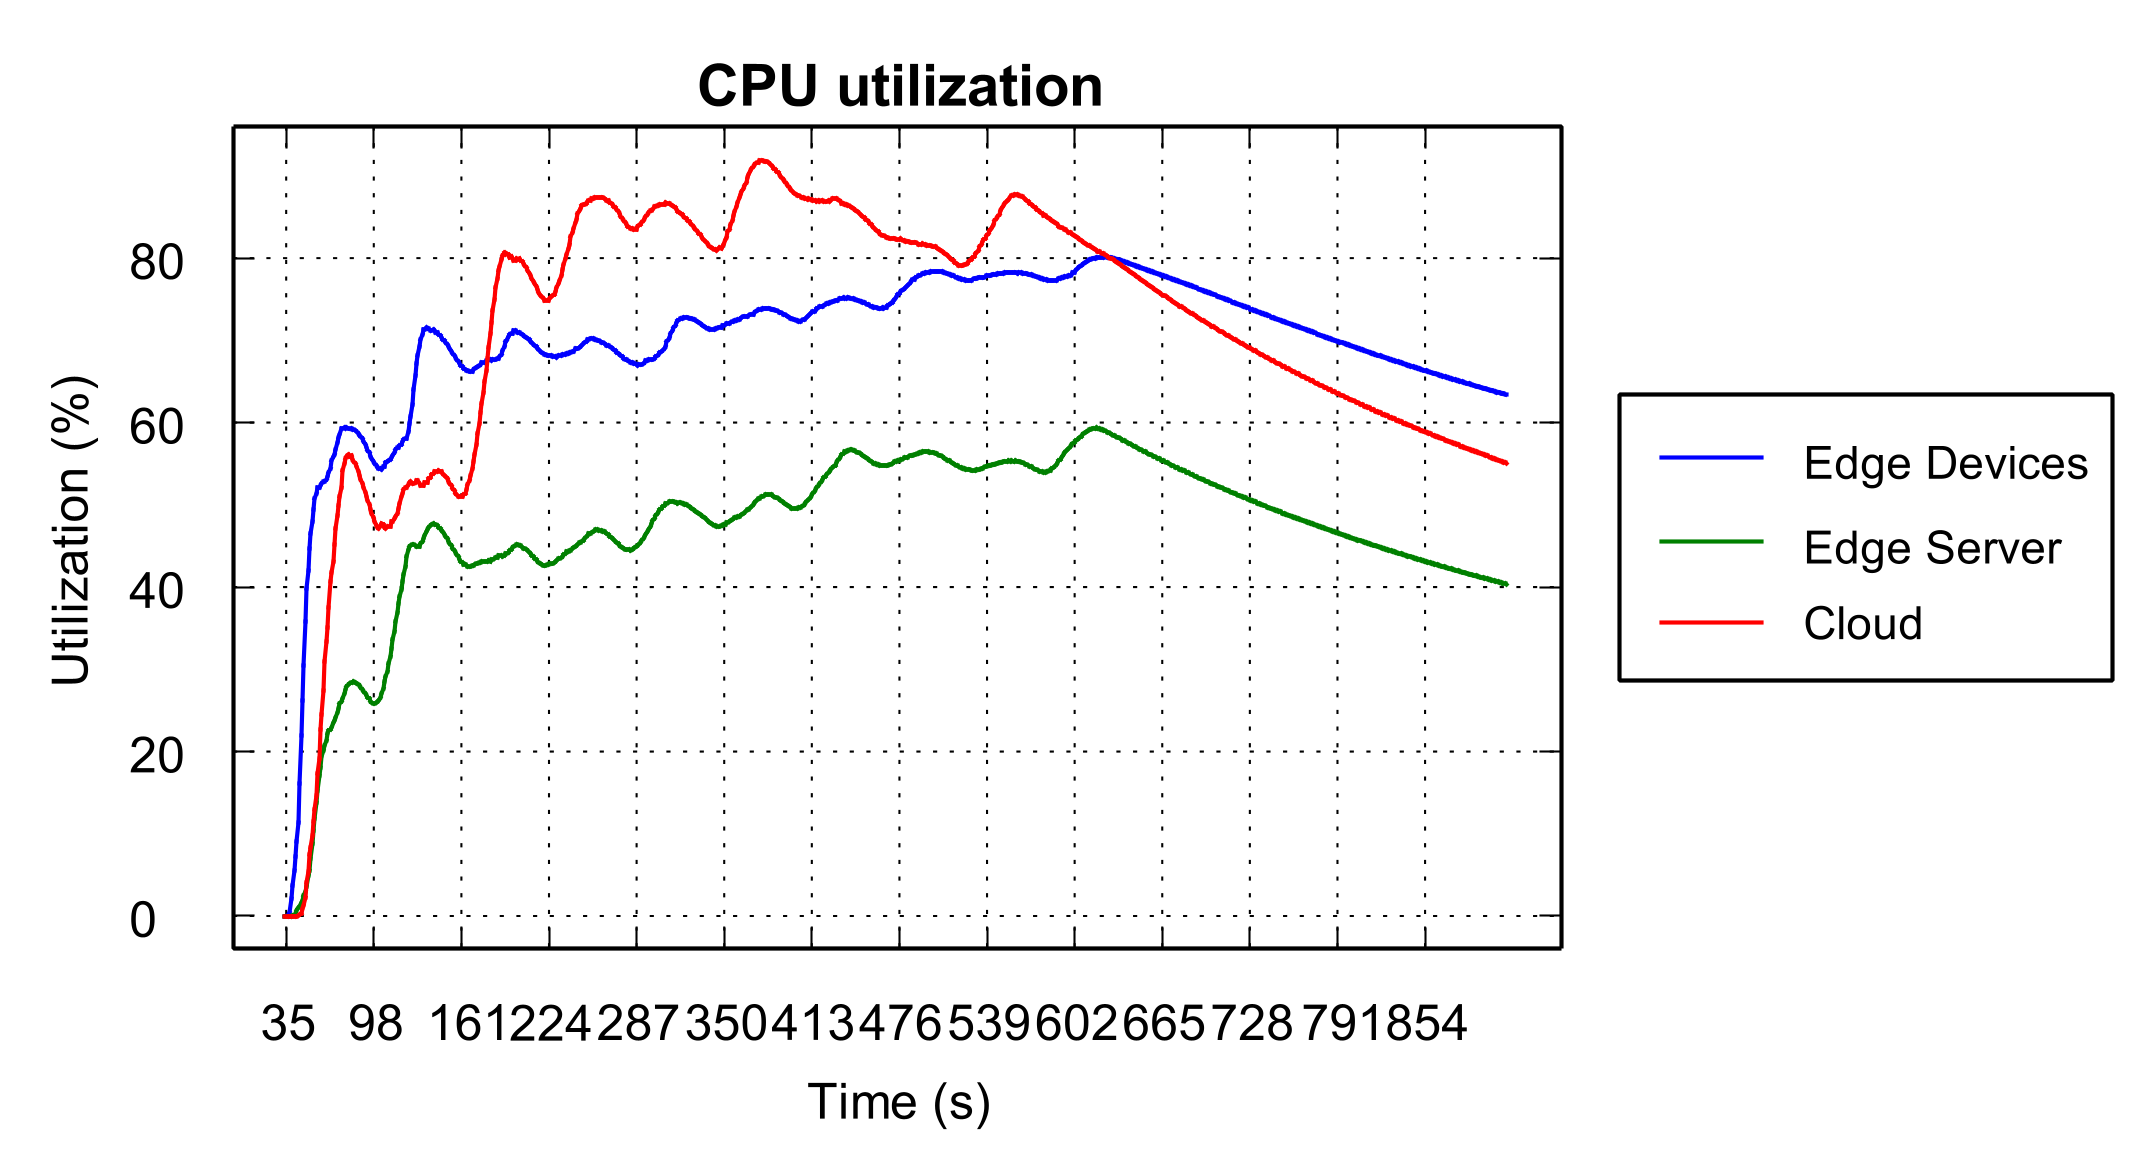 CPU utilization
Utilization (%)
80
60
40
20
0
35 98 161 224 287 350 413 476 539 602 665 728 791 854
Time (s)
Edge Devices
Edge Server
Cloud